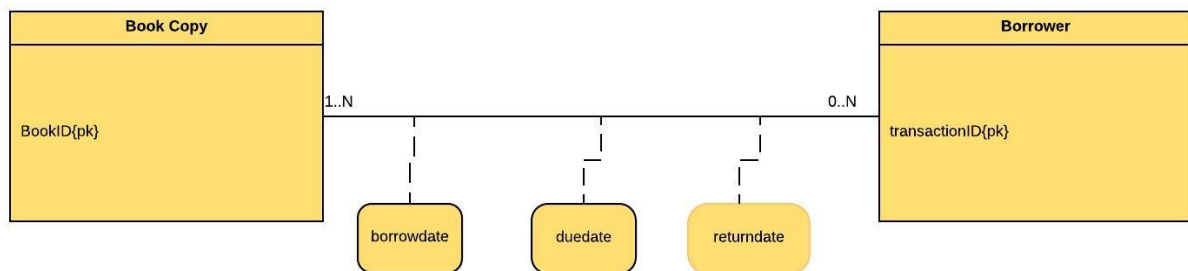 Book Copy
Borrower
1..N
0..N
BookID{pk}
transactionID{pk}
borrowdate
duedate
returndate